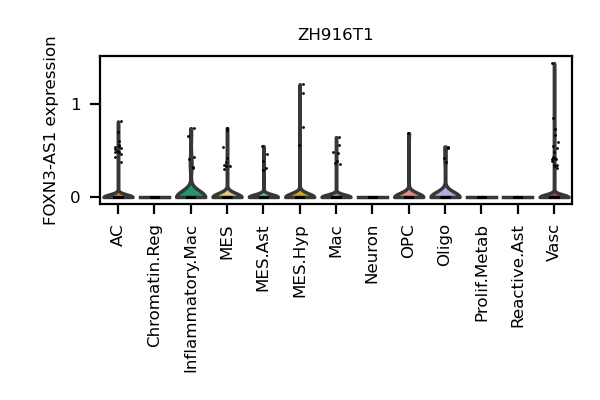 ZH916T1
FOXN3-AS1 expression
1
0
AC
Chromatin.Reg
Inflammatory.Mac
MES
MES.Ast
MES.Hyp
Mac
Neuron
OPC
Oligo
Prolif.Metab
Reactive.Ast
Vasc